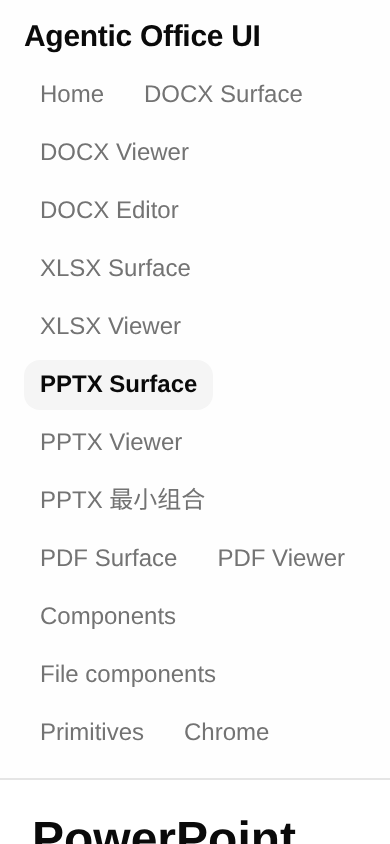 Agentic Office UI
Home DOCX Surface
DOCX Viewer
DOCX Editor
XLSX Surface
XLSX Viewer
PPTX Surface
PPTX Viewer
PPTX 最小组合
PDF Surface PDF Viewer
Components
File components
Primitives Chrome
PowerPoint